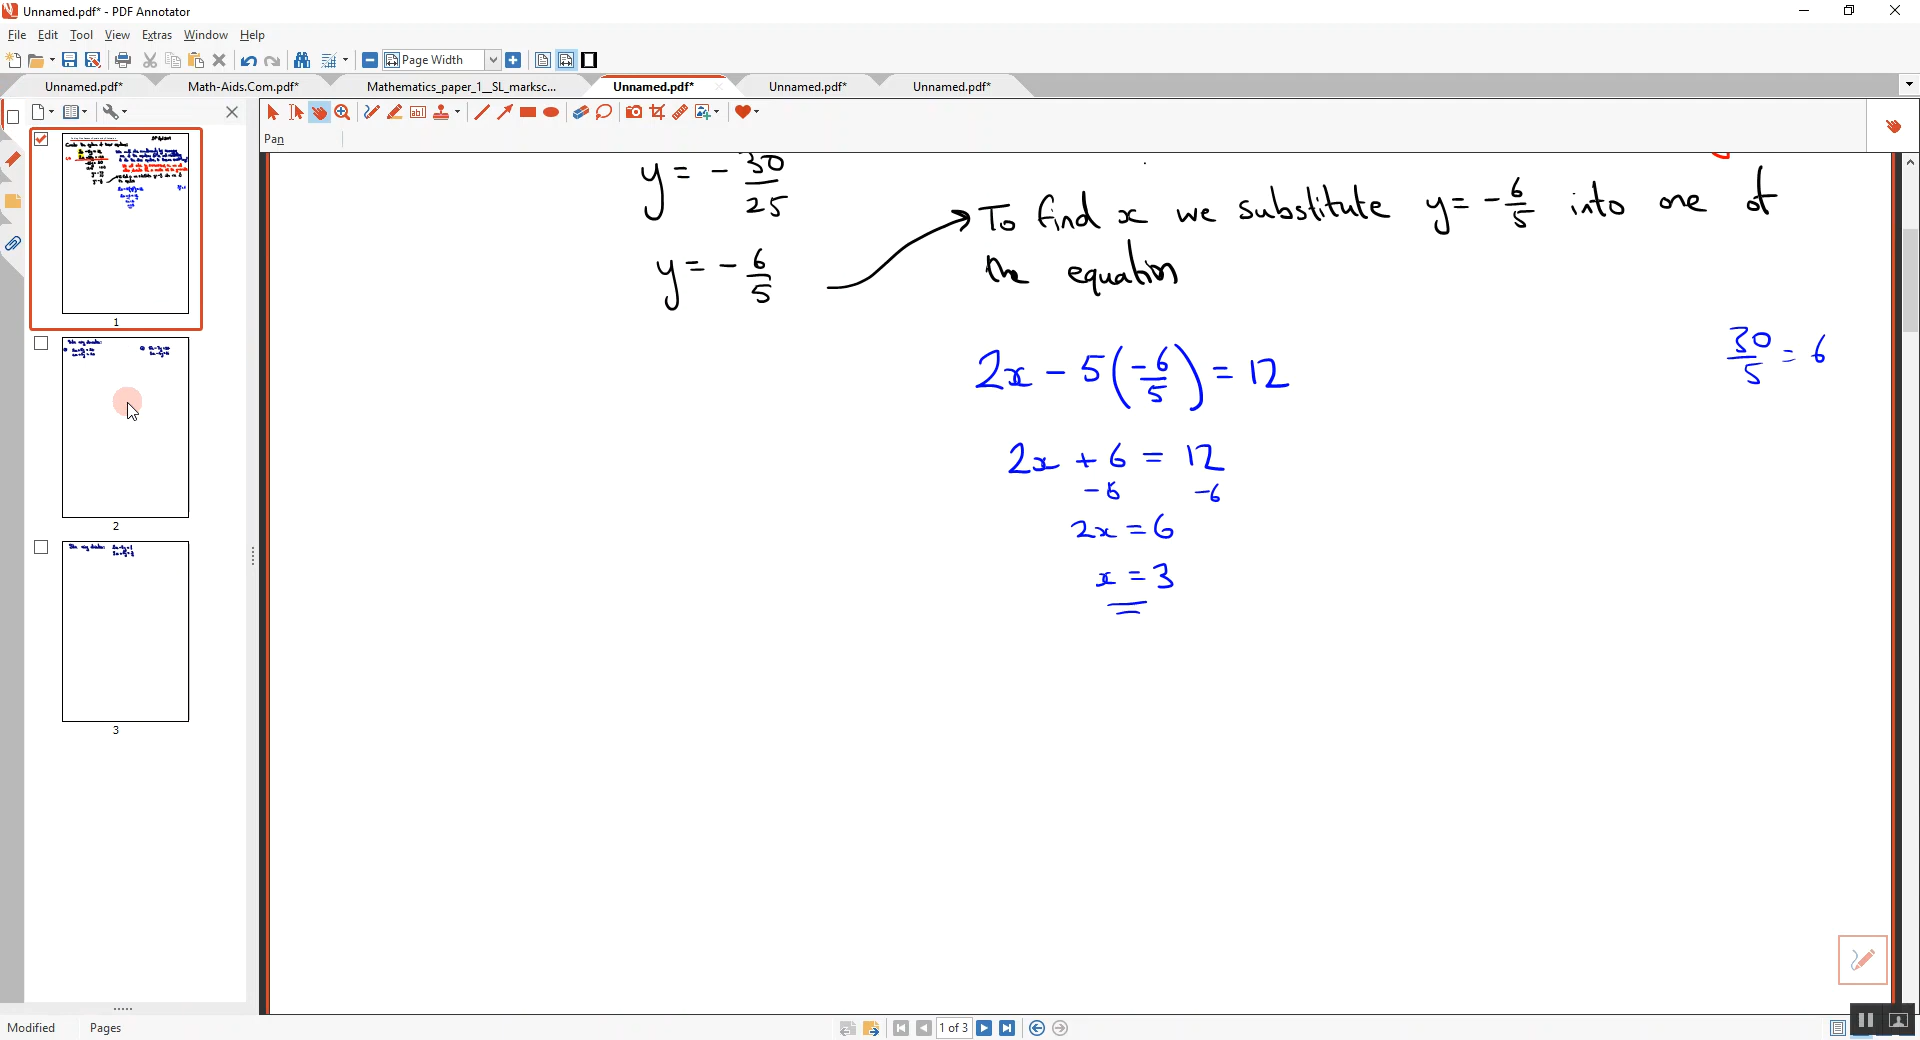 Unnamed.pdf* - PDF Annotator
File Edit Tool View Extras Window Help
Page Width
Unnamed.pdf* Math-Aids.Com.pdf* Mathematics_paper_1__SL_marksc... Unnamed.pdf* Unnamed.pdf* Unnamed.pdf*
Pan
y = - 30/25
y = - 6/5
To find x we substitute y = - 6/5 into one of
the equation
2x - 5(-6/5) = 12
30/5 = 6
2x + 6 = 12
-6 -6
2x = 6
x = 3
1
2
3
Modified Pages
1 of 3